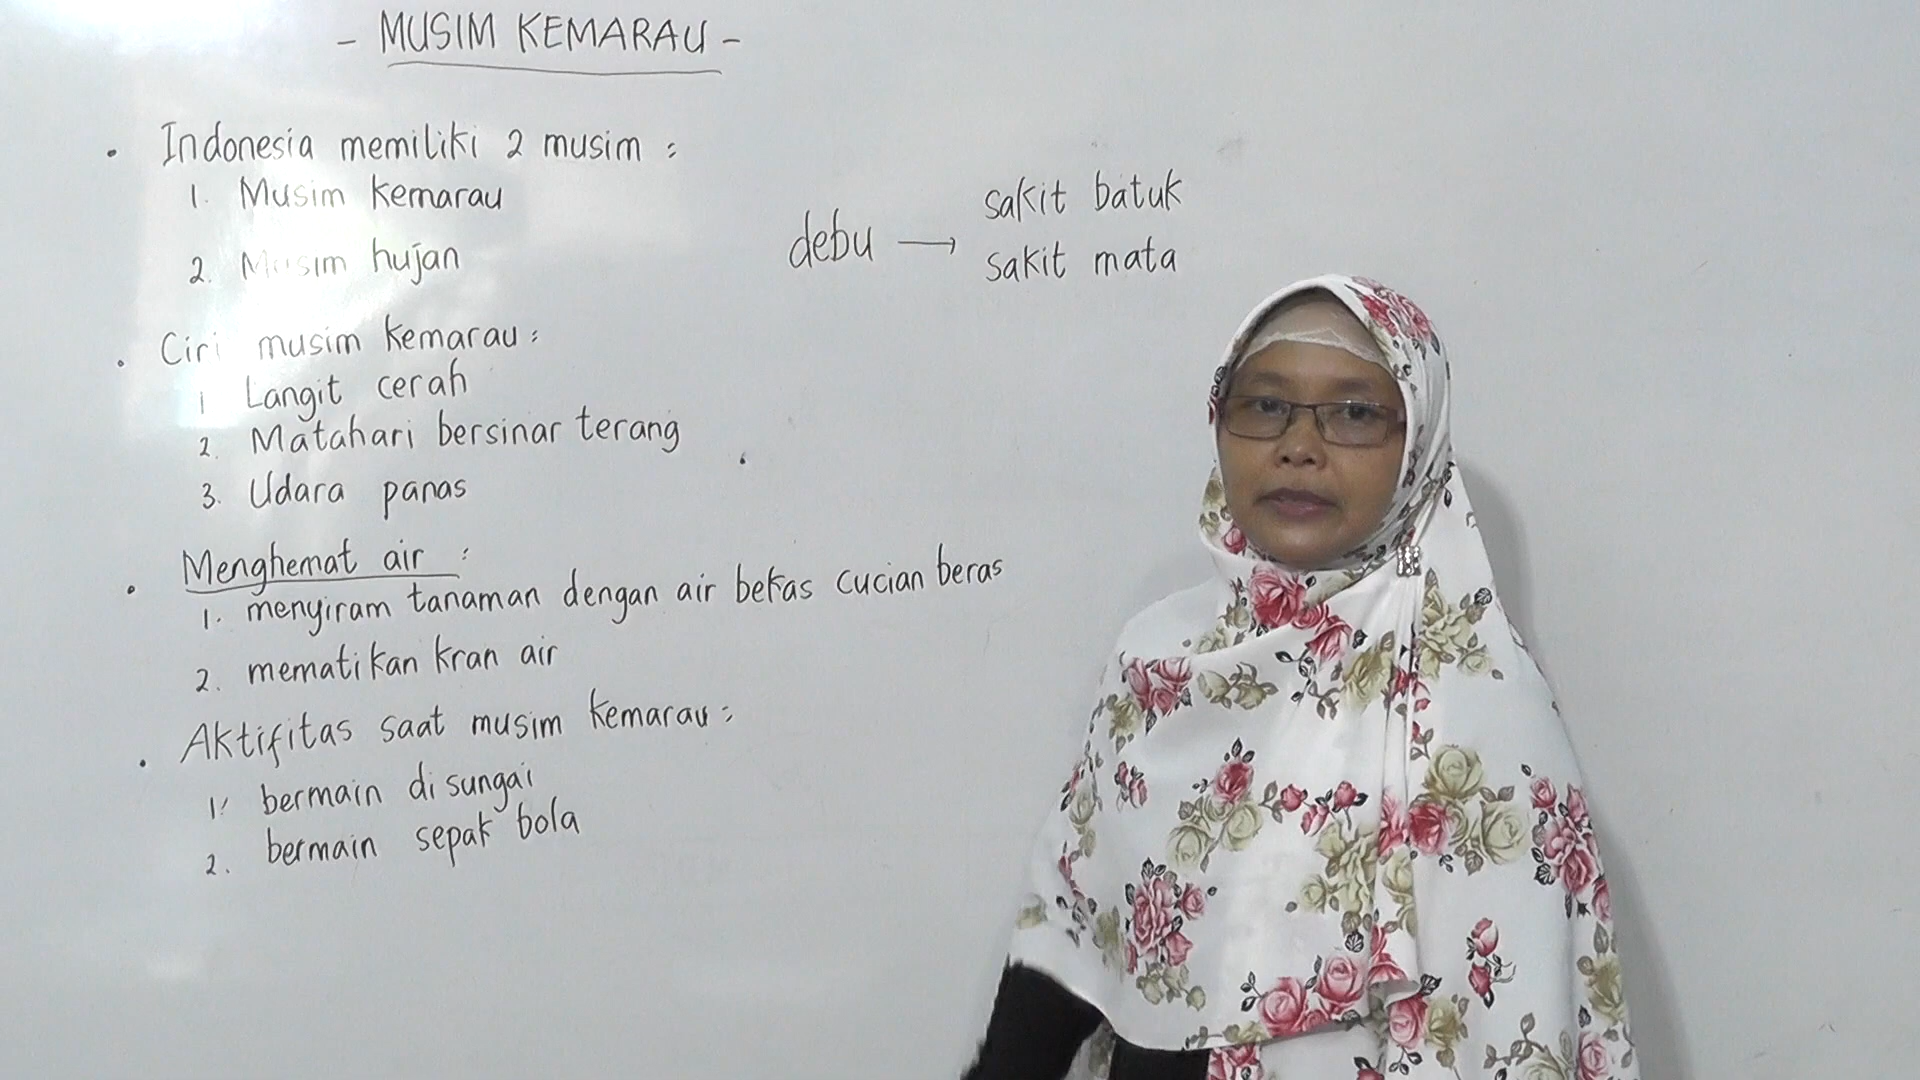 - MUSIM KEMARAU -
• Indonesia memiliki 2 musim :
1. Musim kemarau
2. Musim hujan
debu → sakit batuk
sakit mata
• Ciri musim kemarau :
1 Langit cerah
2. Matahari bersinar terang
3. Udara panas
• Menghemat air :
1. menyiram tanaman dengan air bekas cucian beras
2. mematikan kran air
• Aktifitas saat musim kemarau :
1. bermain di sungai
2. bermain sepak bola